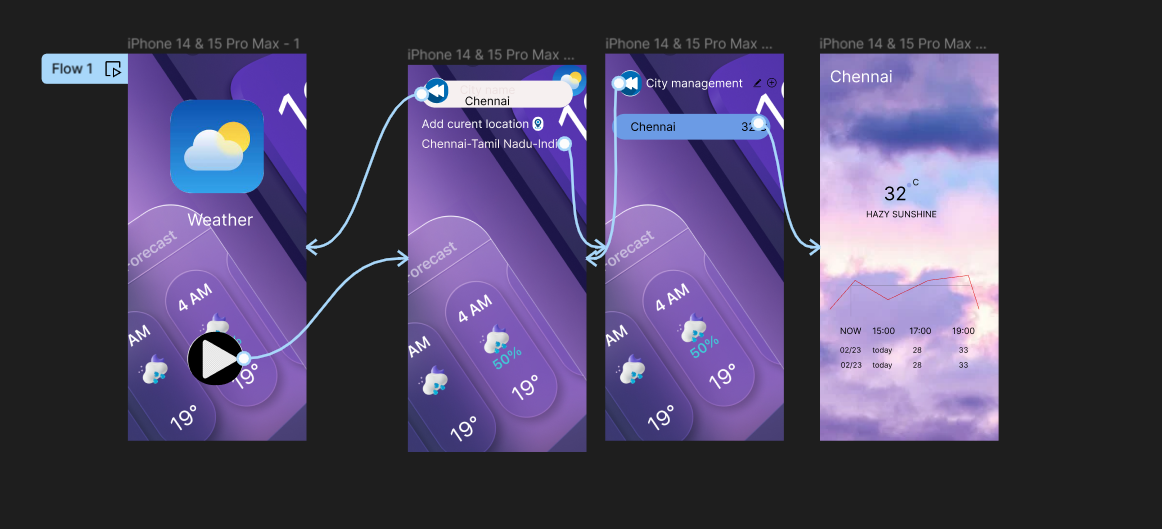 iPhone 14 & 15 Pro Max - 1
iPhone 14 & 15 Pro Max ...
iPhone 14 & 15 Pro Max ...
iPhone 14 & 15 Pro Max ...
Flow 1
Weather
4 AM
AM
19°
19°
City name
Chennai
Add curent location
Chennai-Tamil Nadu-Indi
4 AM
AM
50%
19°
19°
City management
Chennai
32
4 AM
AM
50%
19°
19°
Chennai
32°C
HAZY SUNSHINE
NOW 15:00 17:00 19:00
02/23 today 28 33
02/23 today 28 33